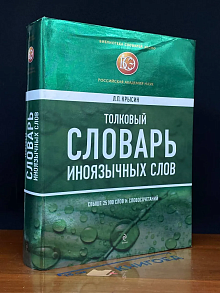 РОССИЙСКАЯ АКАДЕМИЯ НАУК
Л.П. КРЫСИН
ТОЛКОВЫЙ
СЛОВАРЬ
ИНОЯЗЫЧНЫХ СЛОВ
СВЫШЕ 25 000 СЛОВ И СЛОВОСОЧЕТАНИЙ
ТОЛКОВЫЙ
СЛОВАРЬ
ИНОЯЗЫЧНЫХ СЛОВ